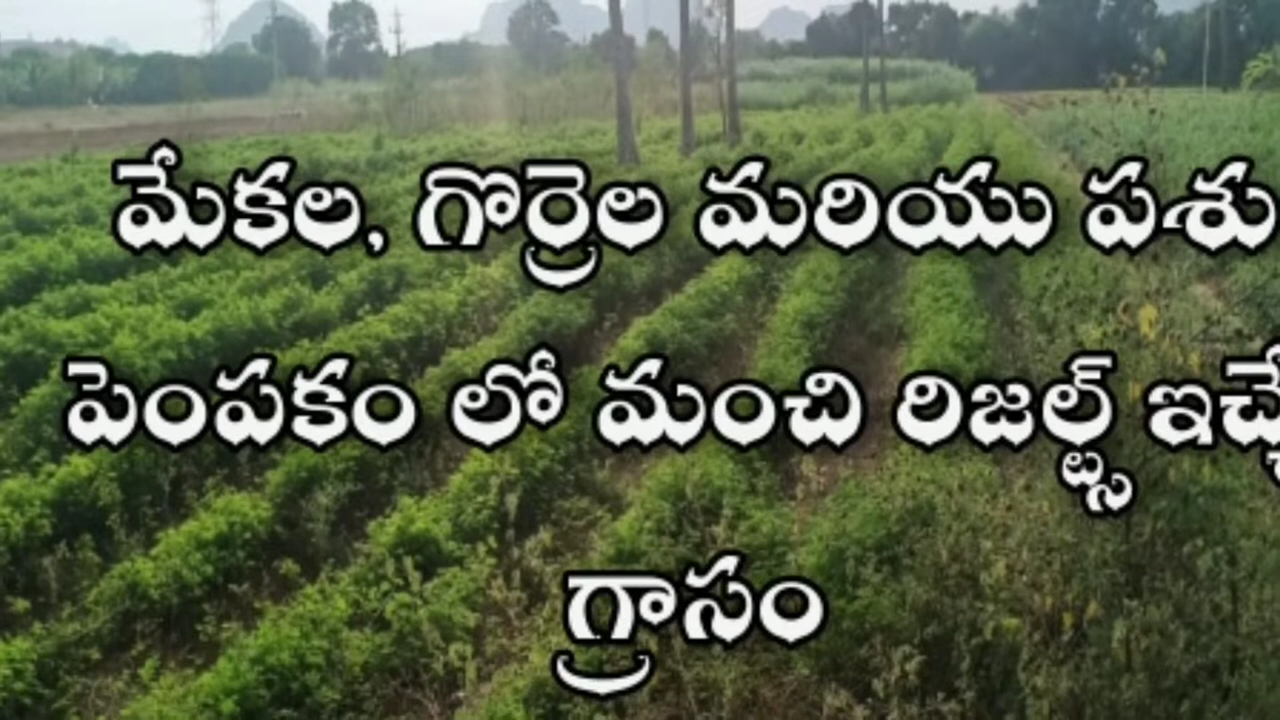 మేకల, గొర్రెల మరియు పశు
పెంపకం లో మంచి రిజల్ట్స్ ఇచ్చే
గ్రాసం